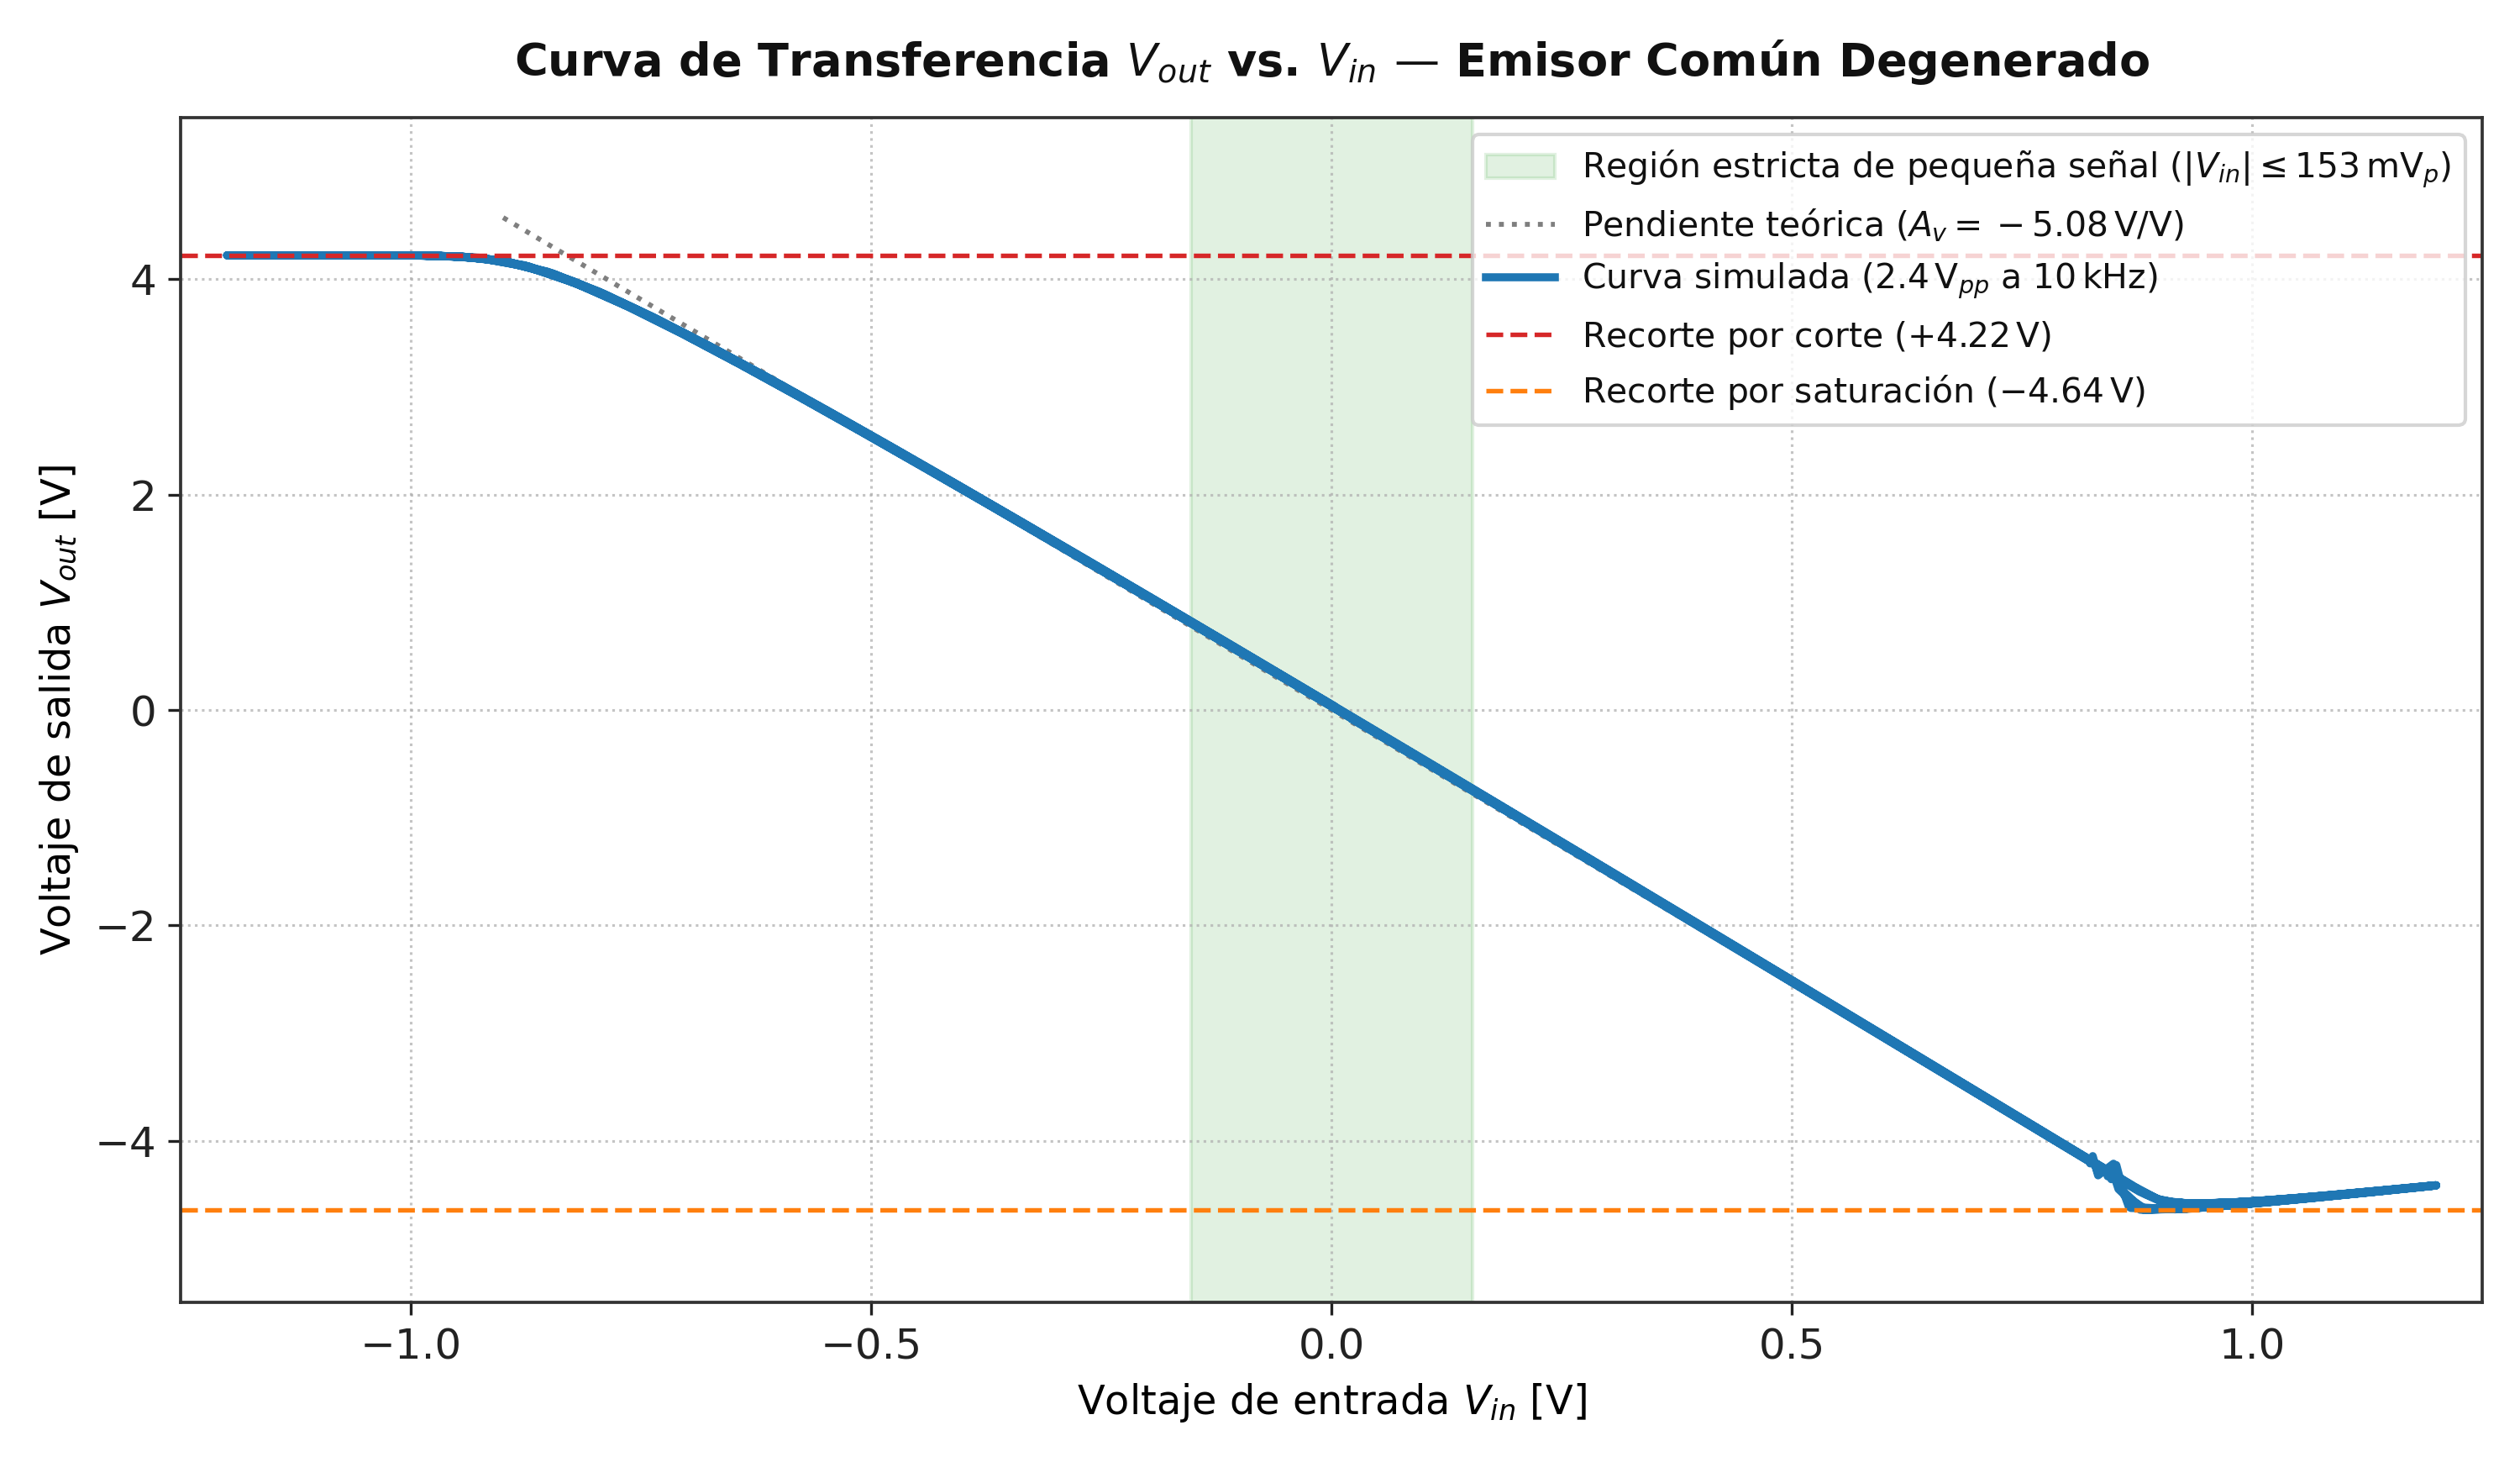 Curva de Transferencia V_out vs. V_in — Emisor Común Degenerado
Región estricta de pequeña señal (|V_in| ≤ 153 mV_p)
Pendiente teórica (A_v = −5.08 V/V)
Curva simulada (2.4 V_pp a 10 kHz)
Recorte por corte (+4.22 V)
Recorte por saturación (−4.64 V)
Voltaje de salida V_out [V]
4
2
0
−2
−4
−1.0
−0.5
0.0
0.5
1.0
Voltaje de entrada V_in [V]